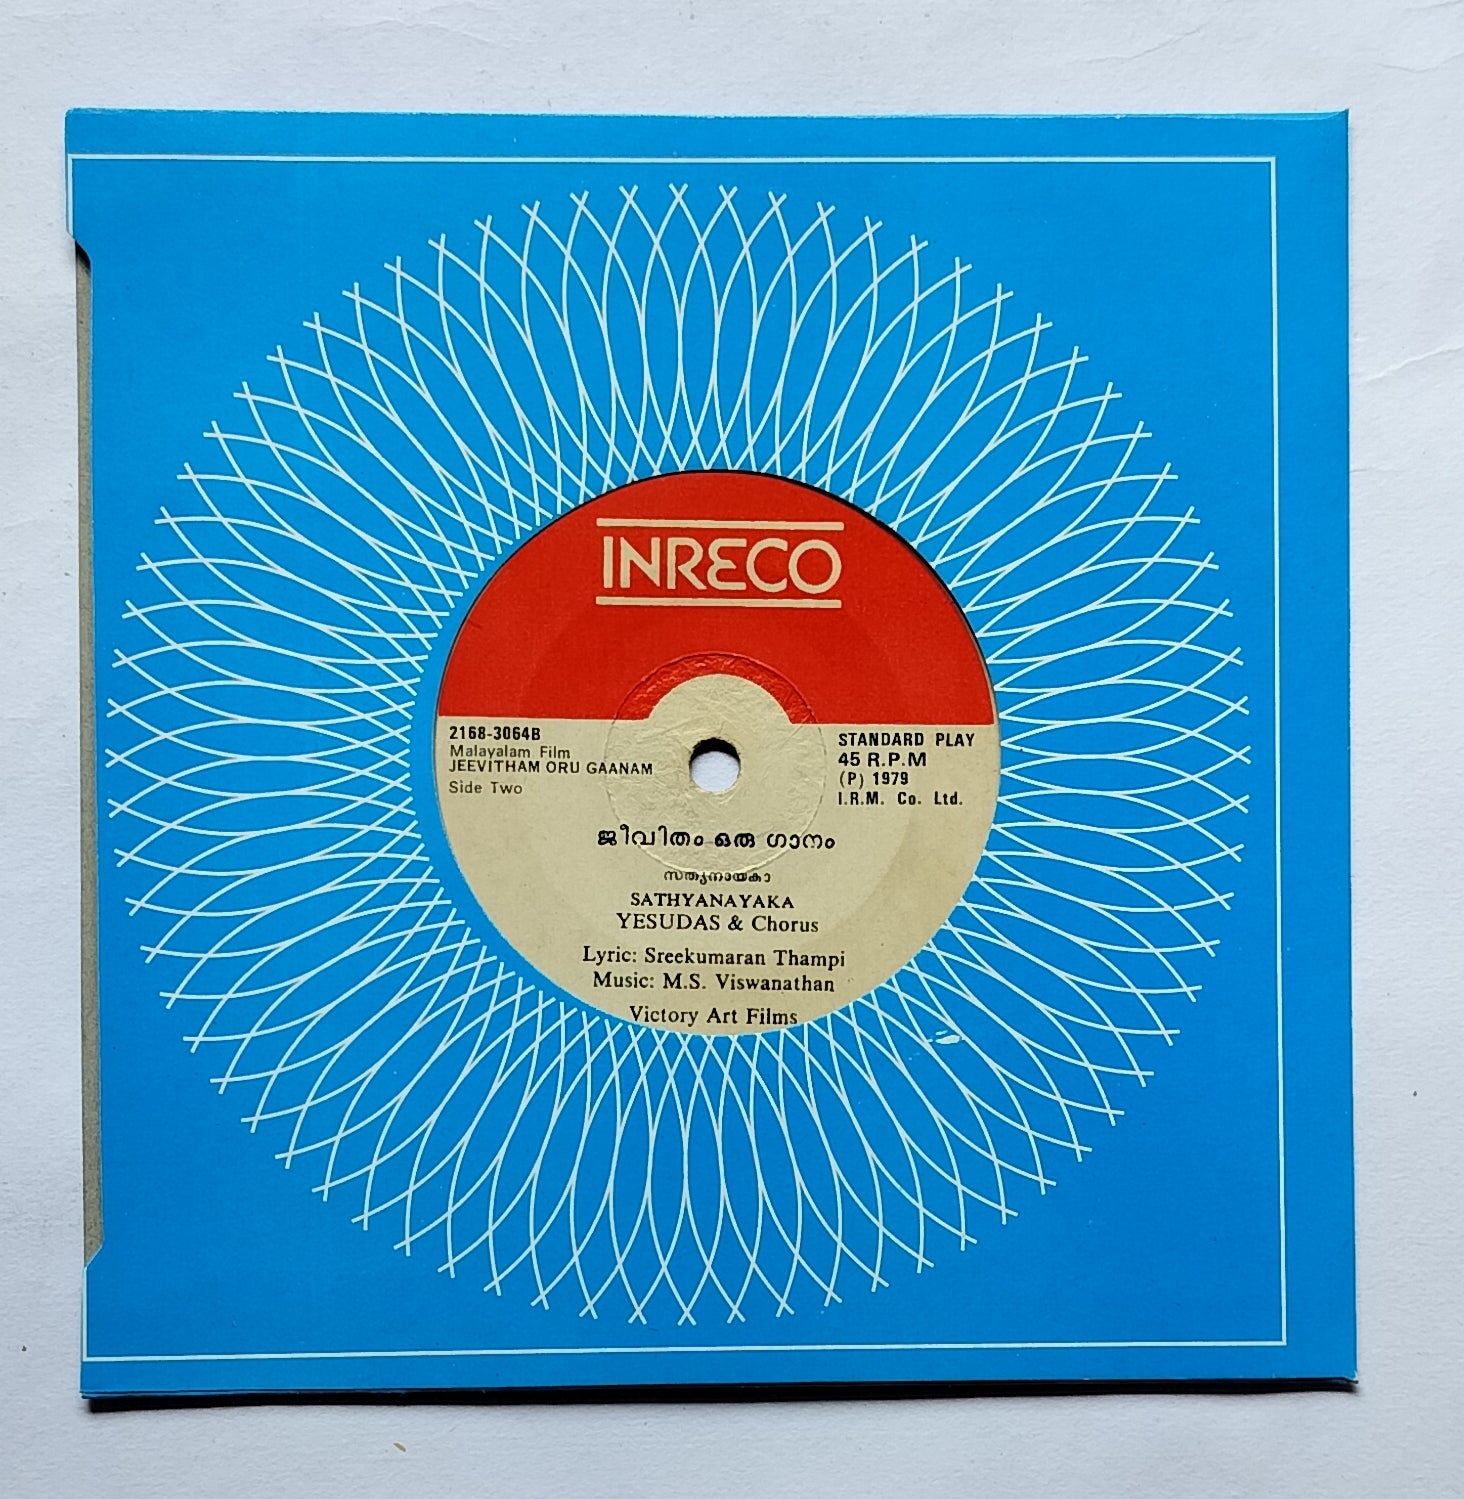 INRECO
2168-3064B
Malayalam Film
JEEVITHAM ORU GAANAM
Side Two
STANDARD PLAY
45 R.P.M
(P) 1979
I.R.M. Co. Ltd.
ജീവിതം ഒരു ഗാനം
സത്യനായകാ
SATHYANAYAKA
YESUDAS & Chorus
Lyric: Sreekumaran Thampi
Music: M.S. Viswanathan
Victory Art Films